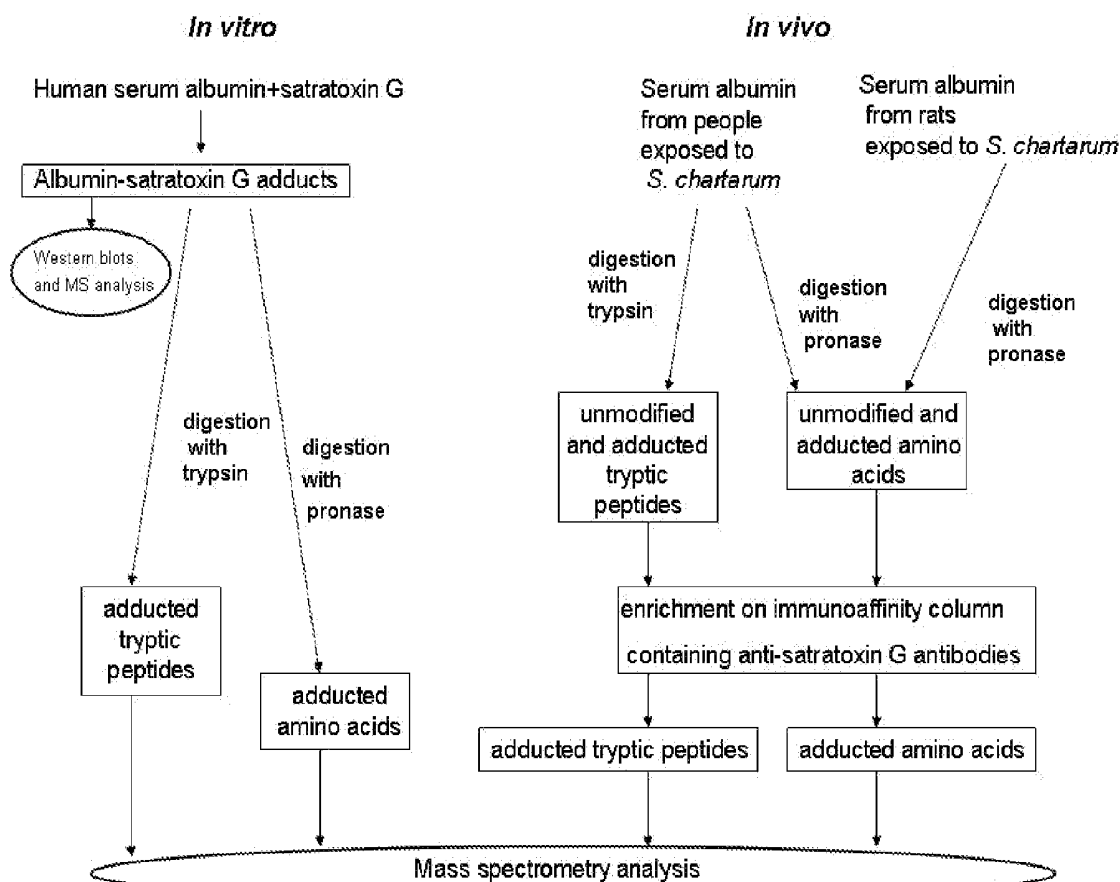 In vitro
In vivo
Human serum albumin+satratoxin G
Albumin-satratoxin G adducts
Western blots
and MS analysis
digestion
with
trypsin
digestion
with
pronase
adducted
tryptic
peptides
adducted
amino acids
Serum albumin
from people
exposed to
S. chartarum
Serum albumin
from rats
exposed to S. chartarum
digestion
with
trypsin
digestion
with
pronase
digestion
with
pronase
unmodified
and adducted
tryptic
peptides
unmodified and
adducted amino
acids
enrichment on immunoaffinity column
containing anti-satratoxin G antibodies
adducted tryptic peptides
adducted amino acids
Mass spectrometry analysis